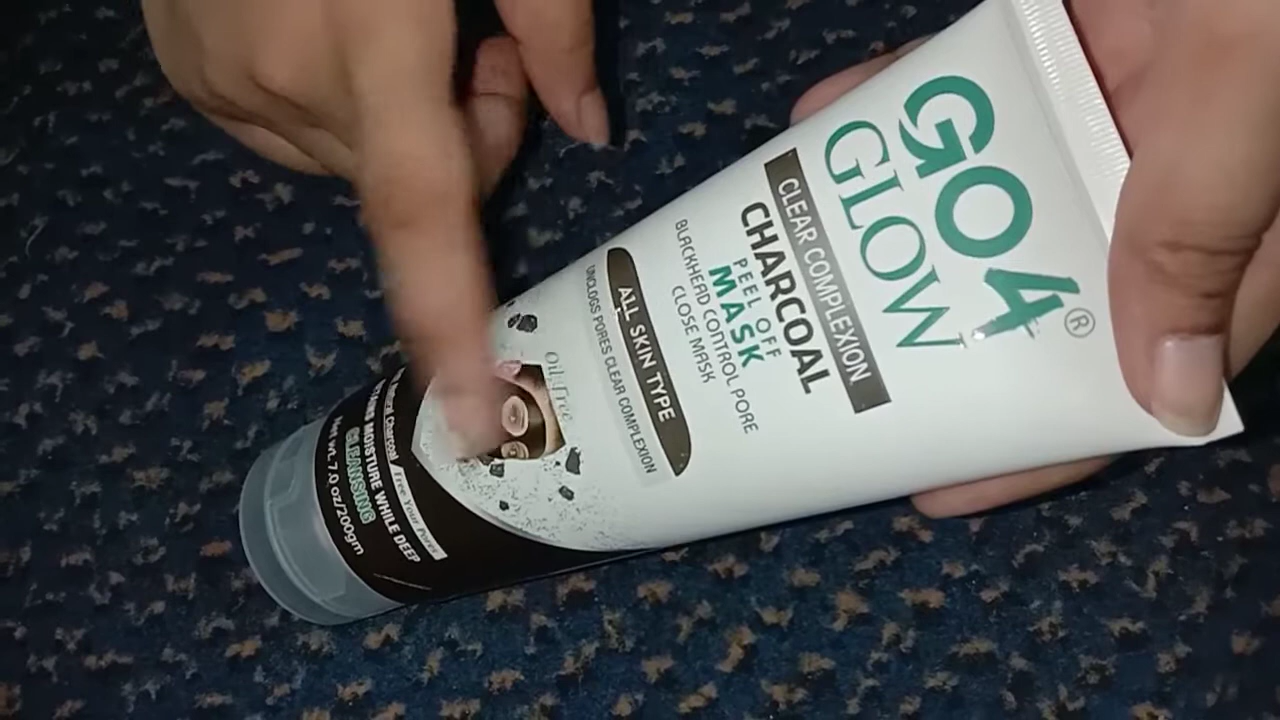 GO4
GLOW®
CLEAR COMPLEXION
CHARCOAL
PEEL OFF
MASK
BLACKHEAD CONTROL PORE
CLOSE MASK
ALL SKIN TYPE
UNCLOGS PORES CLEAR COMPLEXION
Oil Free
Charcoal / Free Your Pores
MOISTURE WHILE DEEP
CLEANSING
Net wt. 7.0 oz/200gm